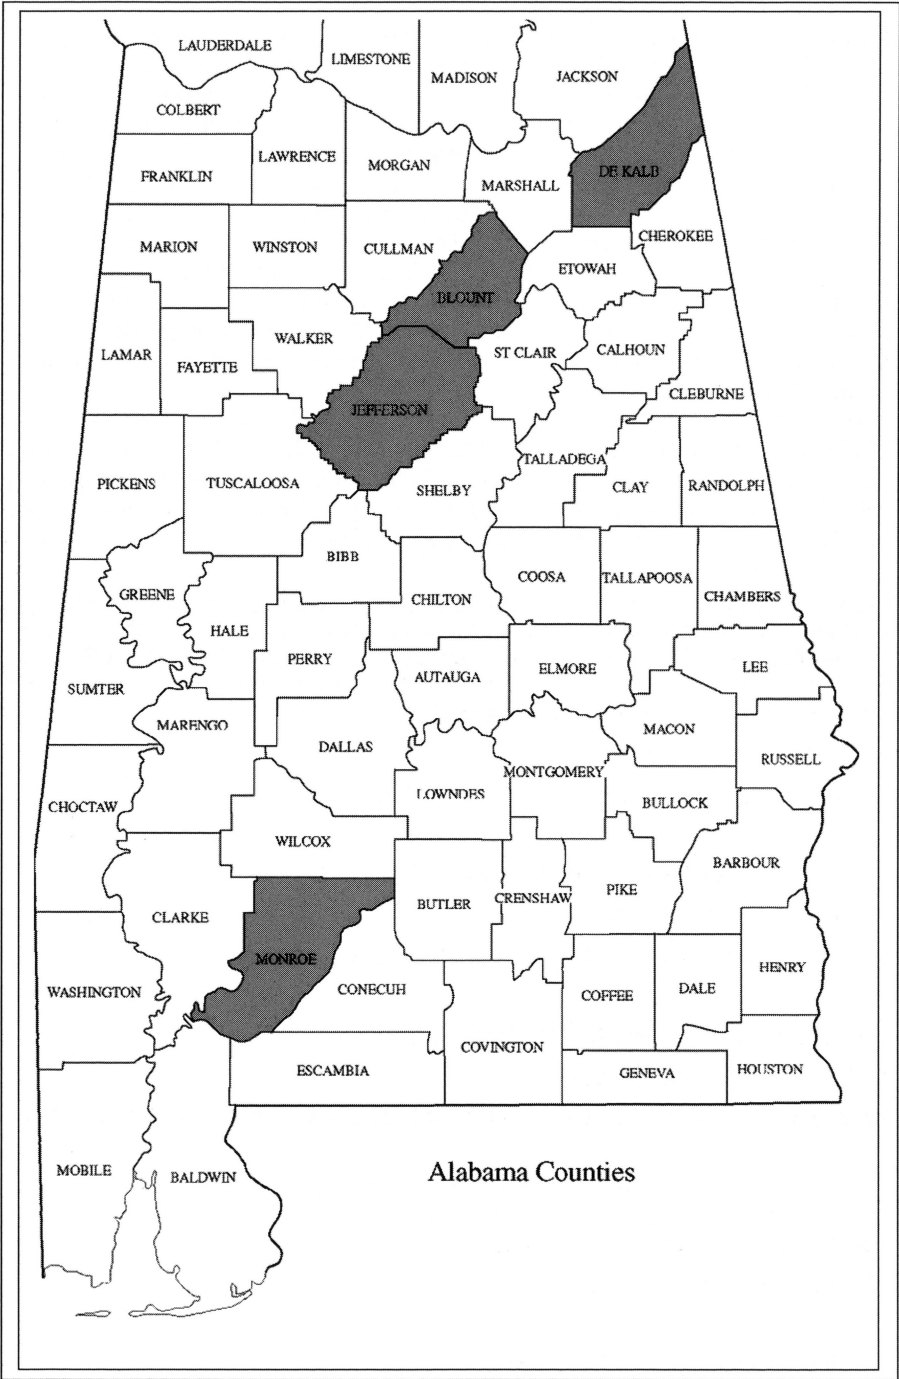 LAUDERDALE
LIMESTONE
MADISON
JACKSON
COLBERT
LAWRENCE
MORGAN
MARSHALL
DE KALB
FRANKLIN
MARION
WINSTON
CULLMAN
CHEROKEE
ETOWAH
BLOUNT
WALKER
LAMAR
FAYETTE
ST CLAIR
CALHOUN
CLEBURNE
JEFFERSON
TALLADEGA
PICKENS
TUSCALOOSA
SHELBY
CLAY
RANDOLPH
BIBB
COOSA
TALLAPOOSA
CHAMBERS
GREENE
CHILTON
HALE
PERRY
ELMORE
LEE
AUTAUGA
SUMTER
MARENGO
MACON
DALLAS
RUSSELL
MONTGOMERY
CHOCTAW
LOWNDES
BULLOCK
WILCOX
BARBOUR
PIKE
CRENSHAW
BUTLER
CLARKE
MONROE
HENRY
CONECUH
WASHINGTON
COFFEE
DALE
COVINGTON
ESCAMBIA
GENEVA
HOUSTON
MOBILE
BALDWIN
Alabama Counties